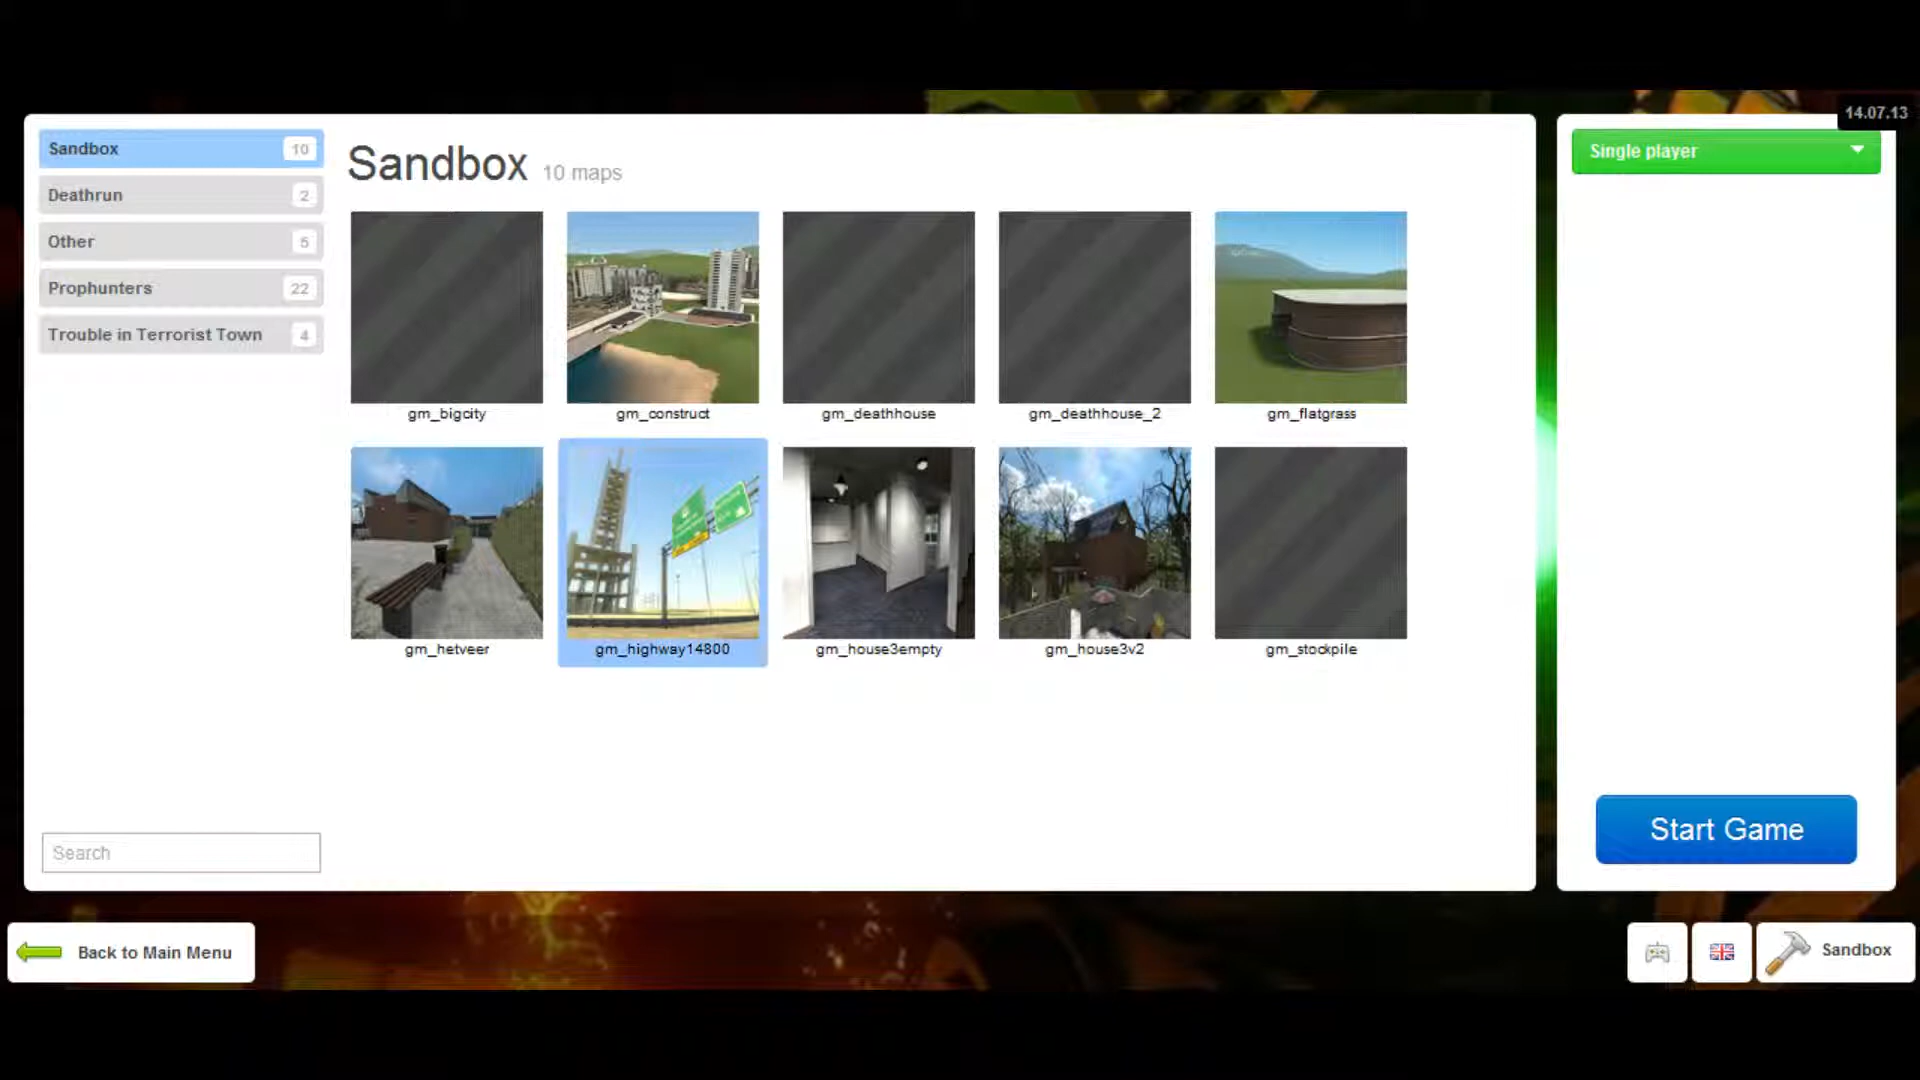 14.07.13
Sandbox 10
Deathrun 2
Other 5
Prophunters 22
Trouble in Terrorist Town 4
Search
Sandbox 10 maps
gm_bigcity
gm_construct
gm_deathhouse
gm_deathhouse_2
gm_flatgrass
gm_hetveer
gm_highway14800
gm_house3empty
gm_house3v2
gm_stockpile
Single player
Start Game
Back to Main Menu
Sandbox